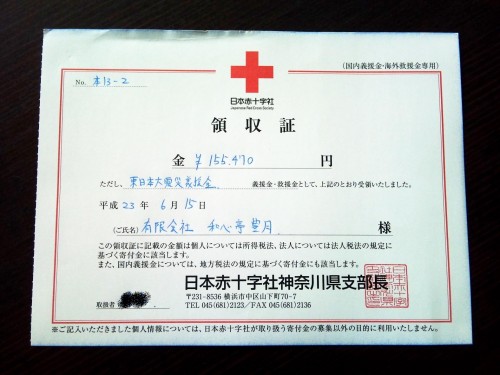 (国内義援金・海外救援金専用)
No. 本13-2
日本赤十字社
Japanese Red Cross Society
領収証
金 ¥155,470 円
ただし、東日本大震災義援金 義援金・救援金として、上記のとおり受領いたしました。
平成 23 年 6 月 15 日
(ご氏名) 有限会社 和心亭豊月 様
この領収証に記載の金額は個人については所得税法、法人については法人税法の規定に
基づく寄付金に該当します。
また、国内義援金については、地方税法の規定に基づく寄付金にも該当します。
日本赤十字社神奈川県支部長
〒231-8536 横浜市中区山下町70-7
TEL 045(681)2123/FAX 045(681)2136
取扱者
※ご記入いただきました個人情報については、日本赤十字社が取り扱う寄付金の募集以外の目的に利用いたしません。